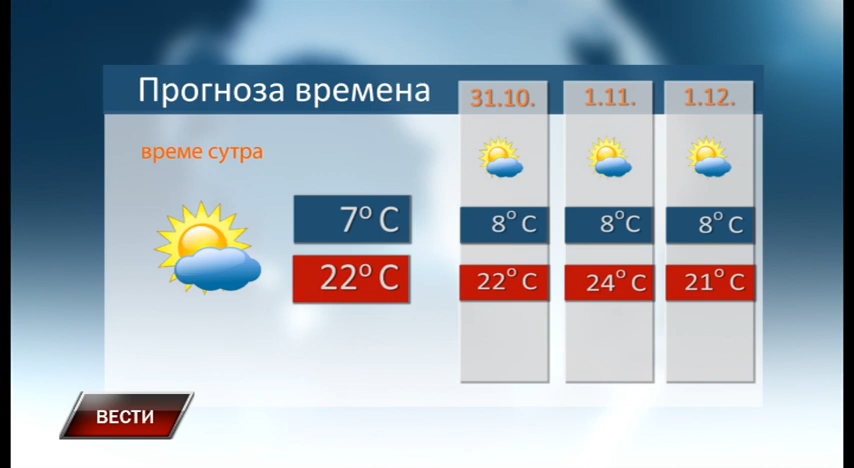 Прогноза времена
време сутра
7° C
22° C
31.10.
8° C
22° C
1.11.
8°C
24° C
1.12.
8° C
21° C
ВЕСТИ